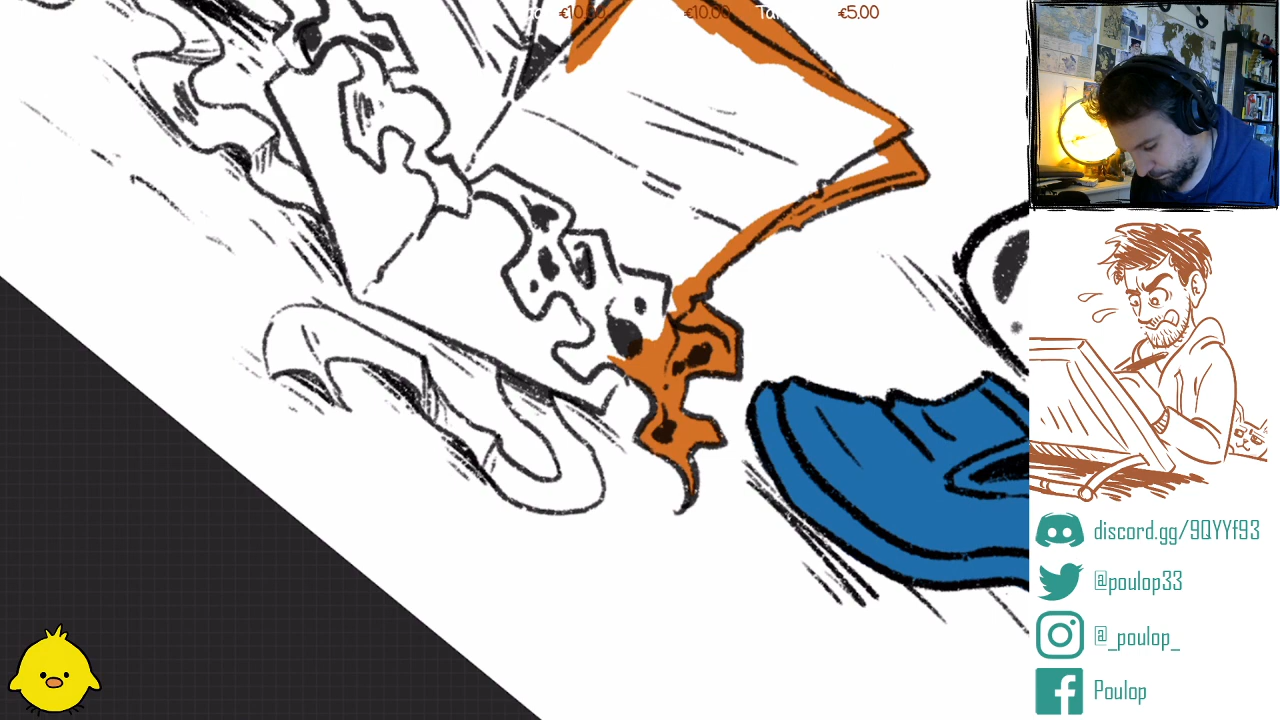 €10.00 €10.00 €5.00
discord.gg/9QYYf93
@poulop33
@_poulop_
Poulop